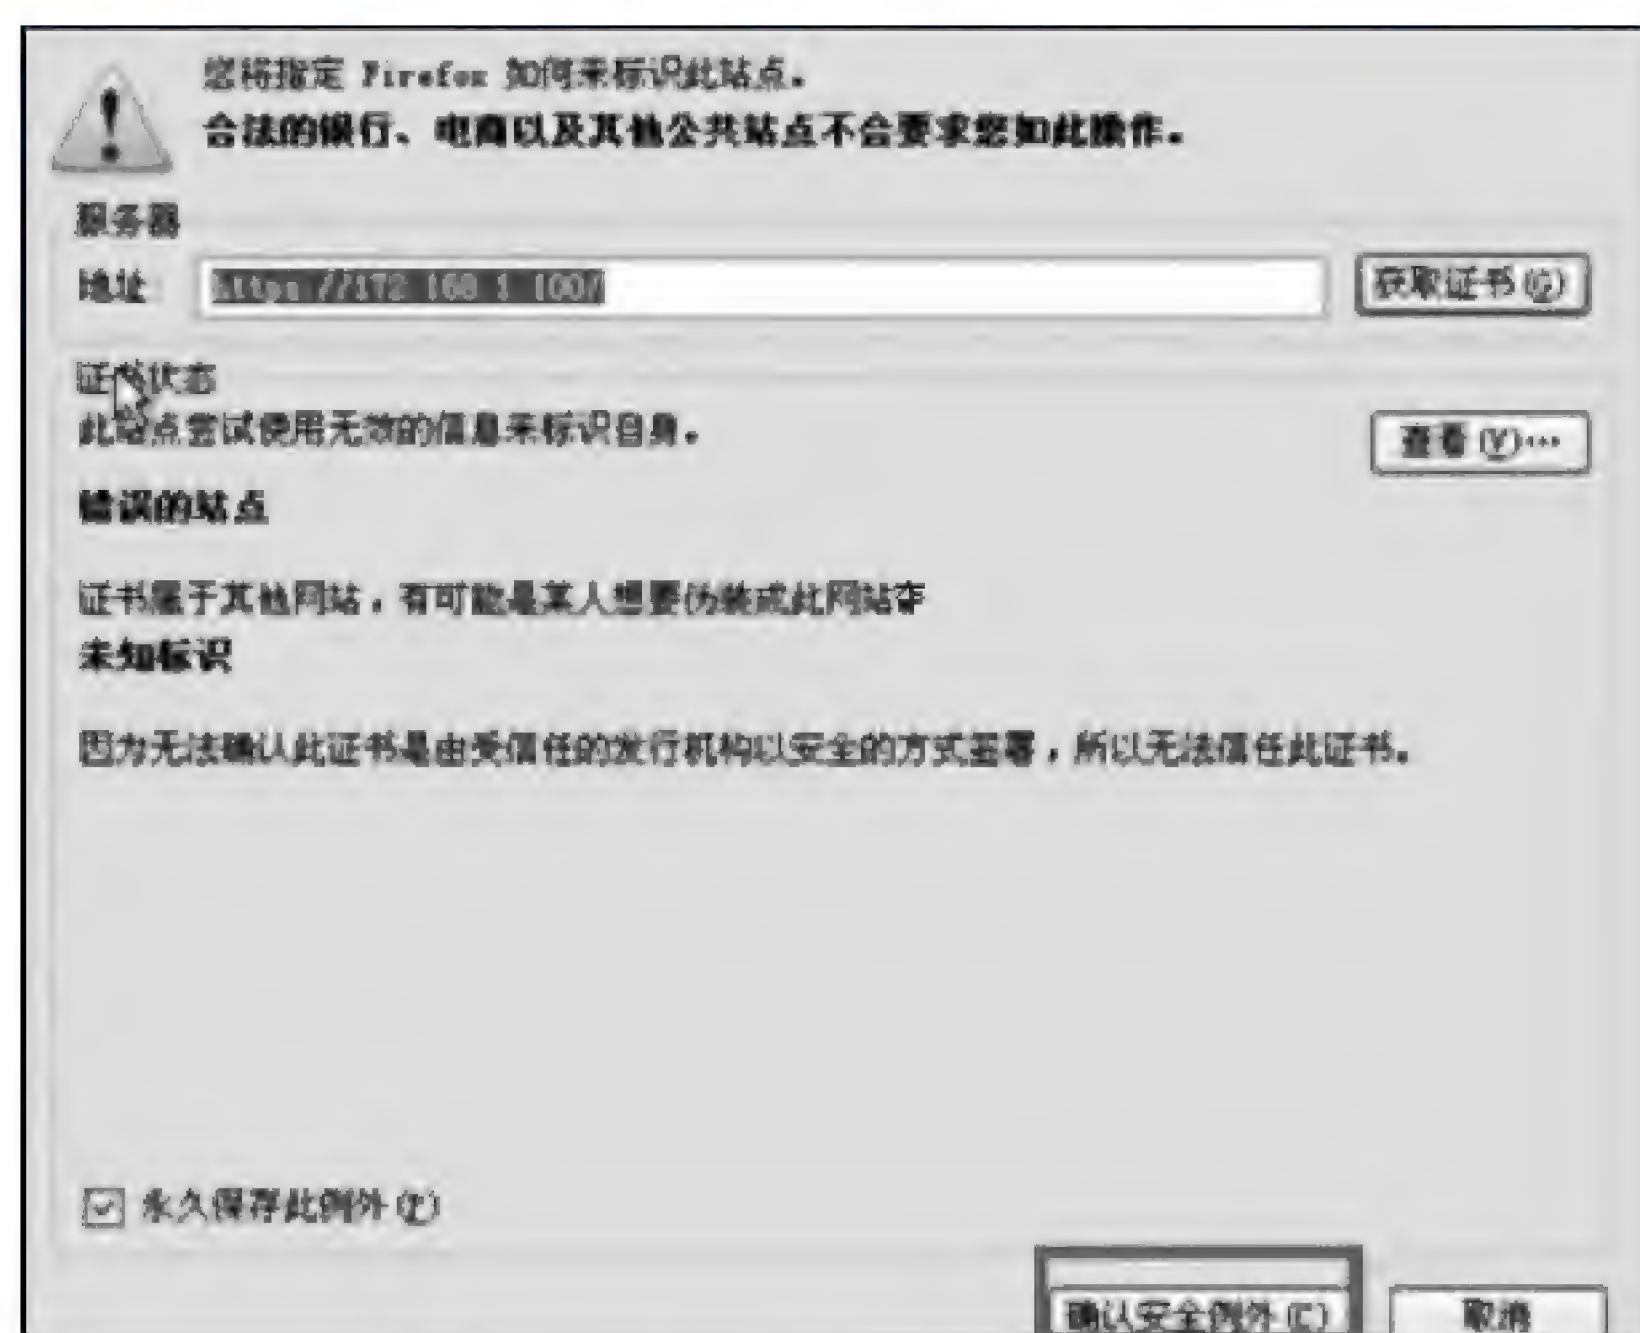 您将指定 Firefox 如何来标识此站点。
合法的银行、电商以及其他公共站点不会要求您如此操作。
服务器
地址 https://172.168.1.100/ 获取证书(G)
证书状态
此站点尝试使用无效的信息来标识自身。 查看(V)…
错误的站点
证书属于其他网站,有可能是某人想要伪装成此网站
未知标识
因为无法确认此证书是由受信任的发行机构以安全的方式签署,所以无法信任此证书。
永久保存此例外(P)
确认安全例外(C) 取消